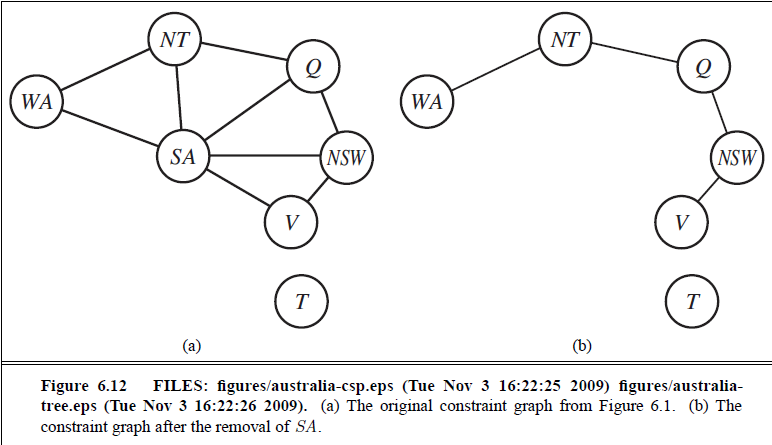 NT
NT
Q
Q
WA
WA
SA
NSW
NSW
V
V
T
T
(a)
(b)
Figure 6.12 FILES: figures/australia-csp.eps (Tue Nov 3 16:22:25 2009) figures/australia-
tree.eps (Tue Nov 3 16:22:26 2009). (a) The original constraint graph from Figure 6.1. (b) The
constraint graph after the removal of SA.